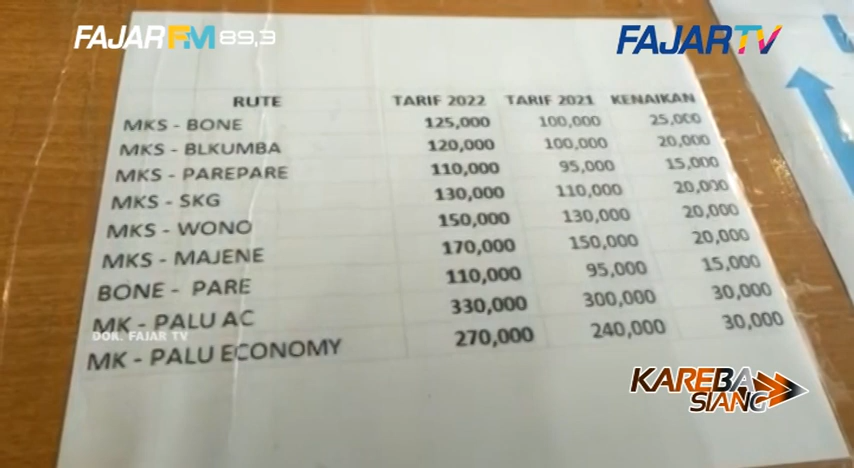 FAJAR FM 89,3
FAJAR TV
RUTE TARIF 2022 TARIF 2021 KENAIKAN
MKS - BONE 125,000 100,000 25,000
MKS - BLKUMBA 120,000 100,000 20,000
MKS - PAREPARE 110,000 95,000 15,000
MKS - SKG 130,000 110,000 20,000
MKS - WONO 150,000 130,000 20,000
MKS - MAJENE 170,000 150,000 20,000
BONE - PARE 110,000 95,000 15,000
MK - PALU AC 330,000 300,000 30,000
DOK. FAJAR TV
MK - PALU ECONOMY 270,000 240,000 30,000
KAREBA
SIANG